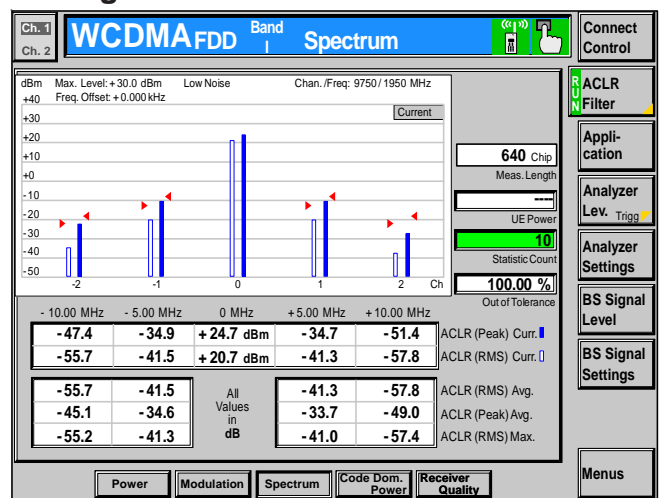 Ch. 1
Ch. 2
WCDMA FDD Band I Spectrum
Connect Control
dBm Max. Level: +30.0 dBm Low Noise Chan./Freq: 9750 / 1950 MHz
Freq. Offset: +0.000 kHz
Current
+40
+30
+20
+10
+0
-10
-20
-30
-40
-50
-2 -1 0 1 2 Ch
640 Chip
Meas. Length
----
UE Power
10
Statistic Count
100.00 %
Out of Tolerance
- 10.00 MHz - 5.00 MHz 0 MHz +5.00 MHz +10.00 MHz
-47.4 -34.9 +24.7 dBm -34.7 -51.4 ACLR (Peak) Curr.
-55.7 -41.5 +20.7 dBm -41.3 -57.8 ACLR (RMS) Curr.
-55.7 -41.5 All -41.3 -57.8 ACLR (RMS) Avg.
-45.1 -34.6 Values in -33.7 -49.0 ACLR (Peak) Avg.
-55.2 -41.3 dB -41.0 -57.4 ACLR (RMS) Max.
RUN
ACLR Filter
Appli-
cation
Analyzer
Lev. Trigg
Analyzer
Settings
BS Signal
Level
BS Signal
Settings
Menus
Power Modulation Spectrum Code Dom. Power Receiver Quality